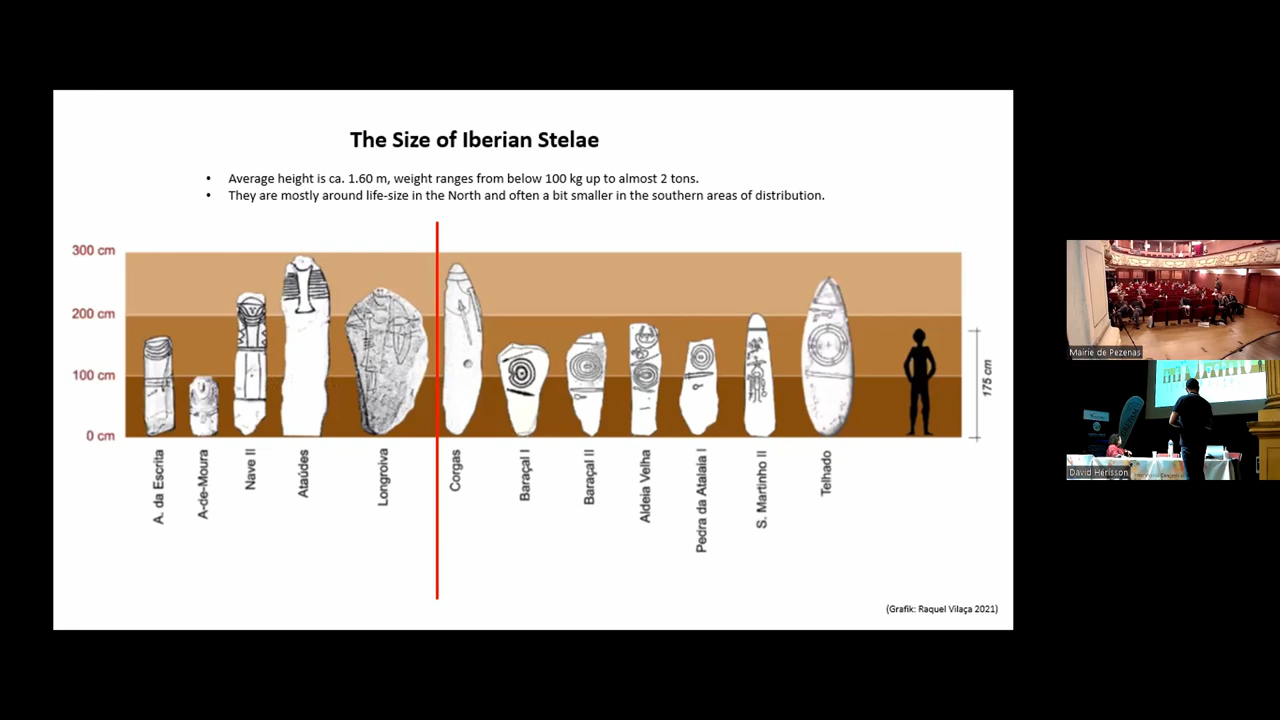 The Size of Iberian Stelae
• Average height is ca. 1.60 m, weight ranges from below 100 kg up to almost 2 tons.
• They are mostly around life-size in the North and often a bit smaller in the southern areas of distribution.
300 cm
200 cm
100 cm
0 cm
175 cm
A. da Escrita
A-de-Moura
Nave II
Ataúdes
Longroiva
Corgas
Baraçal I
Baraçal II
Aldeia Velha
Pedra da Atalaia I
S. Martinho II
Telhado
(Grafik: Raquel Vilaça 2021)
Mairie de Pezenas
David Hérisson